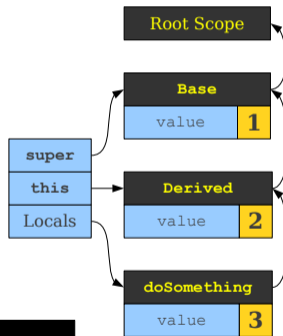 Root Scope
Base
value 1
super
this
Locals
Derived
value 2
doSomething
value 3